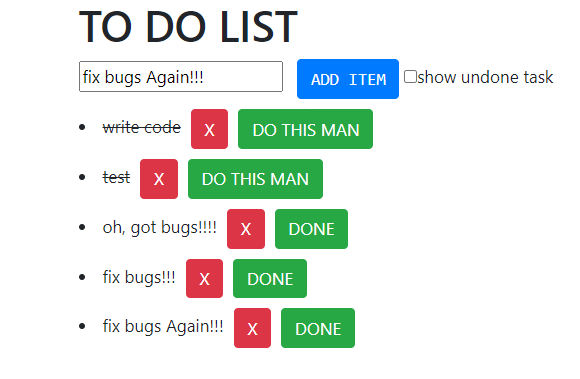 TO DO LIST
fix bugs Again!!! ADD ITEM show undone task
write code X DO THIS MAN
test X DO THIS MAN
oh, got bugs!!!! X DONE
fix bugs!!! X DONE
fix bugs Again!!! X DONE